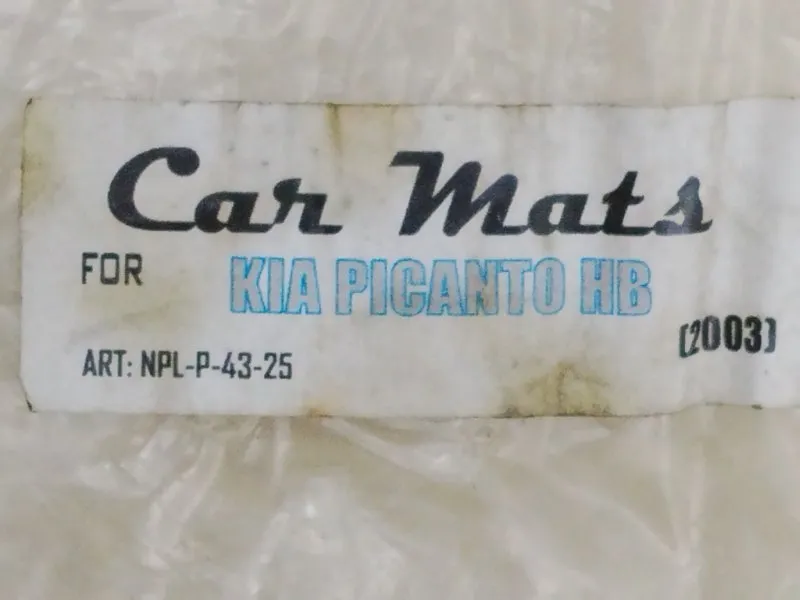 Car Mats
FOR KIA PICANTO HB
(2003)
ART: NPL-P-43-25